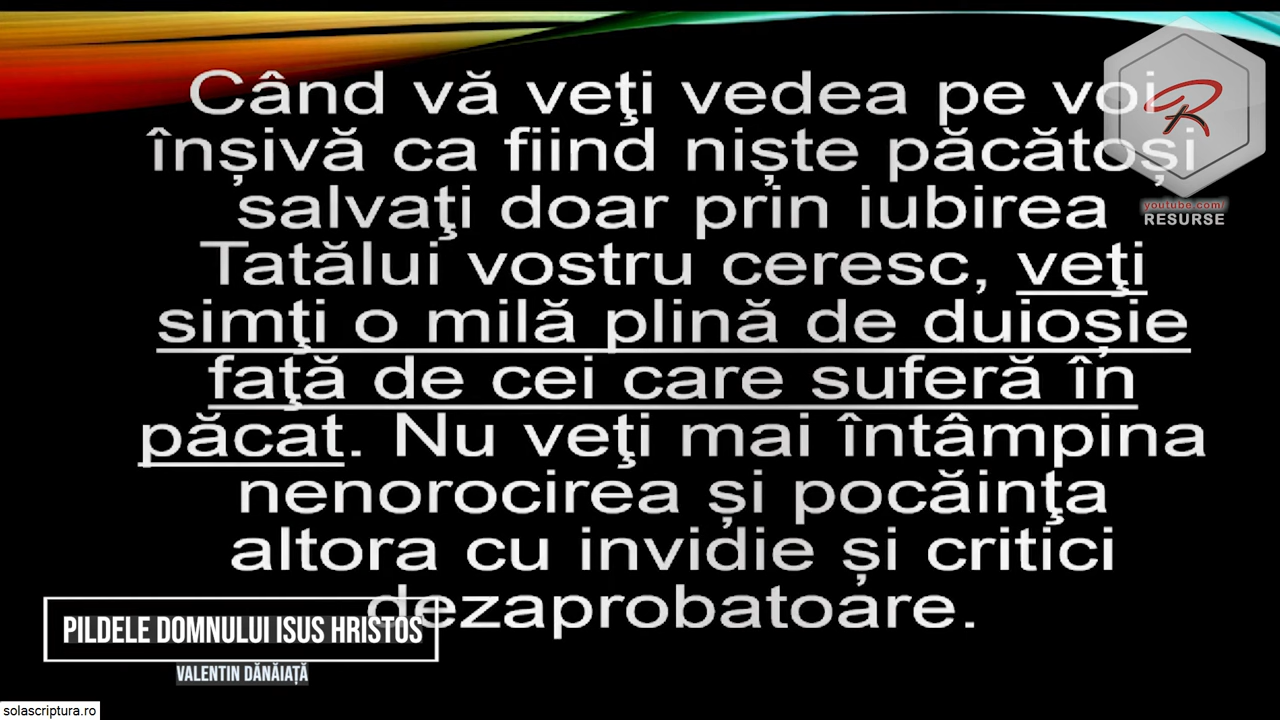 Când vă veţi vedea pe voi
înșivă ca fiind niște păcătoși
salvaţi doar prin iubirea
Tatălui vostru ceresc, veţi
simţi o milă plină de duioșie
faţă de cei care suferă în
păcat. Nu veţi mai întâmpina
nenorocirea și pocăinţa
altora cu invidie și critici
dezaprobatoare.
R
youtube.com/
RESURSE
PILDELE DOMNULUI ISUS HRISTOS
VALENTIN DĂNĂIAȚĂ
solascriptura.ro